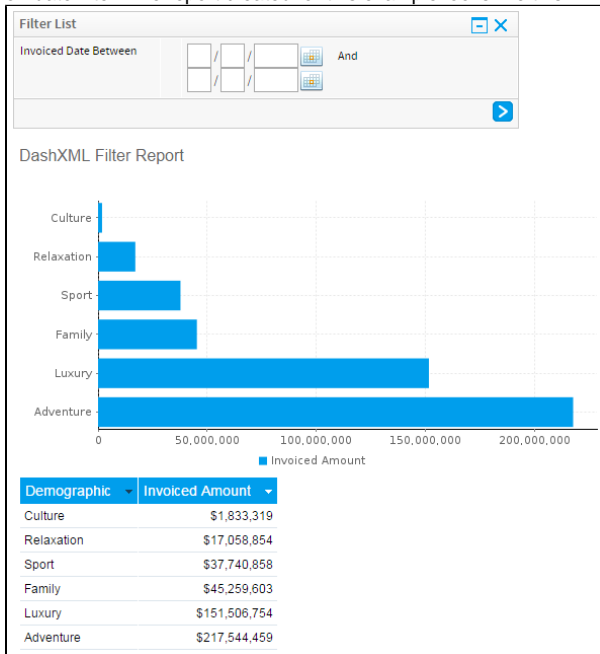 Filter List
Invoiced Date Between / / And
/ /
DashXML Filter Report
Culture
Relaxation
Sport
Family
Luxury
Adventure
0 50,000,000 100,000,000 150,000,000 200,000,000
Invoiced Amount
Demographic Invoiced Amount
Culture $1,833,319
Relaxation $17,058,854
Sport $37,740,858
Family $45,259,603
Luxury $151,506,754
Adventure $217,544,459